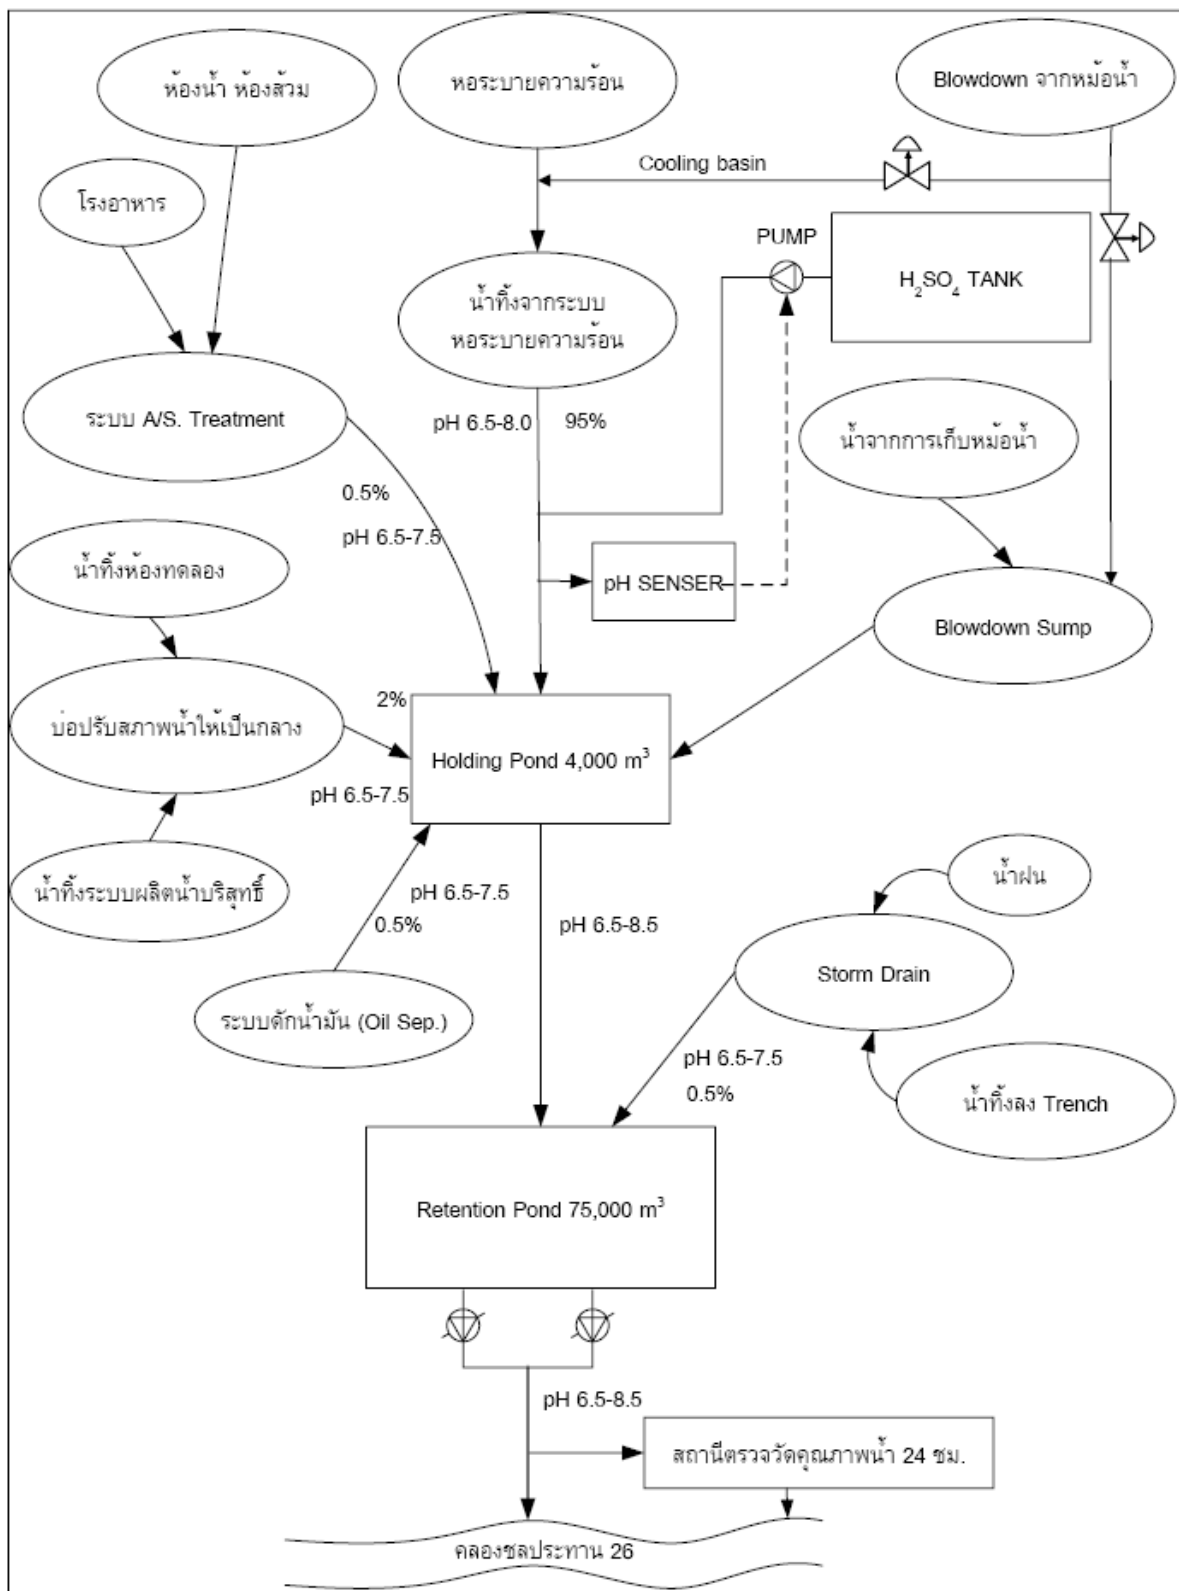 ห้องน้ำ ห้องส้วม
หอระบายความร้อน
Blowdown จากหม้อน้ำ
Cooling basin
โรงอาหาร
PUMP
H₂SO₄ TANK
น้ำทิ้งจากระบบ
หอระบายความร้อน
ระบบ A/S. Treatment
pH 6.5-8.0
95%
น้ำจากการเก็บหม้อน้ำ
0.5%
pH 6.5-7.5
น้ำทิ้งห้องทดลอง
pH SENSER
Blowdown Sump
2%
บ่อปรับสภาพน้ำให้เป็นกลาง
Holding Pond 4,000 m³
pH 6.5-7.5
น้ำทิ้งระบบผลิตน้ำบริสุทธิ์
pH 6.5-7.5
0.5%
pH 6.5-8.5
น้ำฝน
Storm Drain
ระบบดักน้ำมัน (Oil Sep.)
pH 6.5-7.5
0.5%
น้ำทิ้งลง Trench
Retention Pond 75,000 m³
pH 6.5-8.5
สถานีตรวจวัดคุณภาพน้ำ 24 ชม.
คลองชลประทาน 26